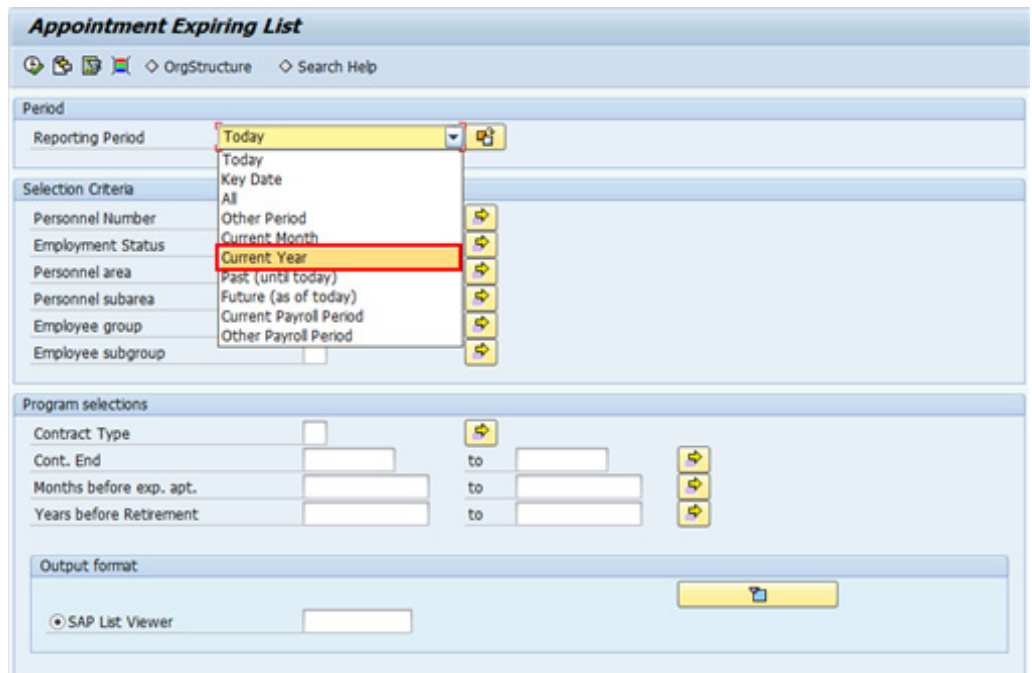 Appointment Expiring List
OrgStructure Search Help
Period
Reporting Period Today
Today
Key Date
All
Other Period
Current Month
Current Year
Past (until today)
Future (as of today)
Current Payroll Period
Other Payroll Period
Selection Criteria
Personnel Number
Employment Status
Personnel area
Personnel subarea
Employee group
Employee subgroup
Program selections
Contract Type
Cont. End to
Months before exp. apt. to
Years before Retirement to
Output format
SAP List Viewer